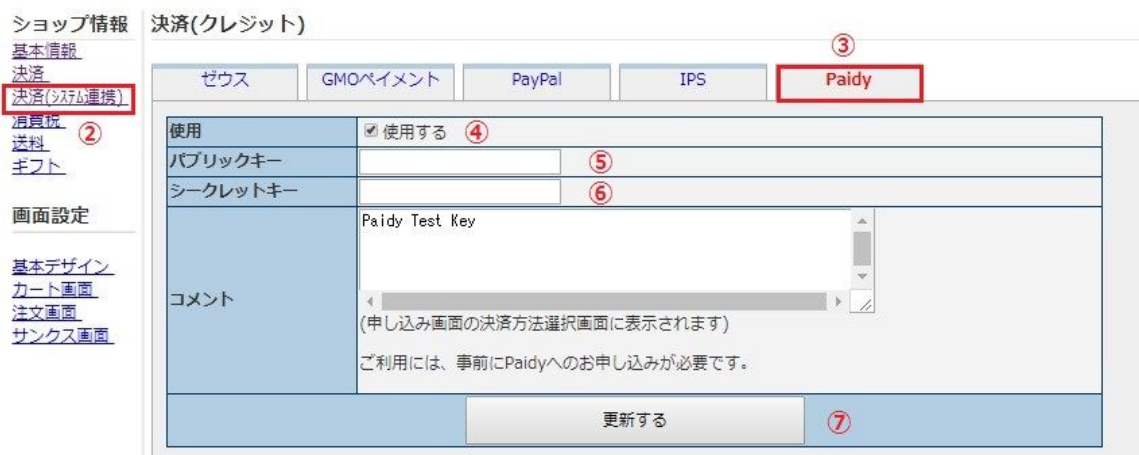 ショップ情報
基本情報
決済
決済(システム連携)
消費税
②
送料
ギフト
画面設定
基本デザイン
カート画面
注文画面
サンクス画面
決済(クレジット)
③
ゼウス GMOペイメント PayPal IPS Paidy
使用 使用する ④
パブリックキー ⑤
シークレットキー ⑥
コメント
Paidy Test Key
(申し込み画面の決済方法選択画面に表示されます)
ご利用には、事前にPaidyへのお申し込みが必要です。
更新する ⑦